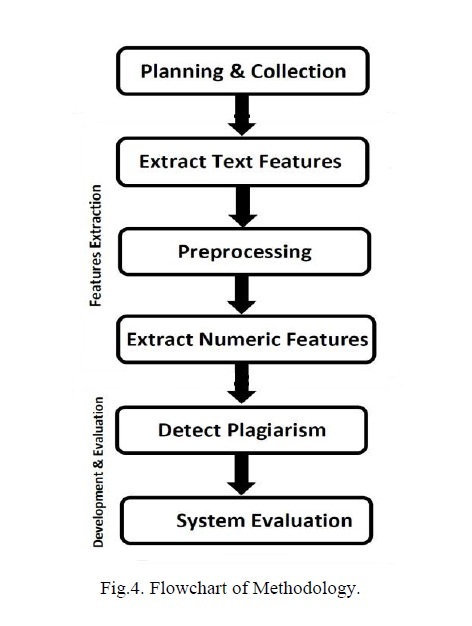 Planning & Collection
Extract Text Features
Features Extraction
Preprocessing
Extract Numeric Features
Detect Plagiarism
Development & Evaluation
System Evaluation
Fig.4. Flowchart of Methodology.